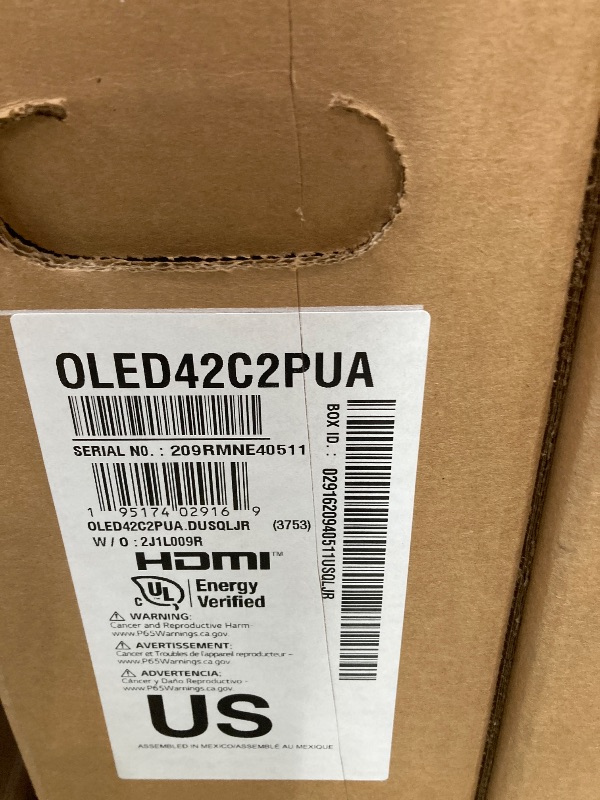 OLED42C2PUA
SERIAL NO. : 209RMNE40511
1 95174 02916 9
OLED42C2PUA.DUSQLJR (3753)
W / O : 2J1L009R
HDMI™
C UL Energy
Verified
WARNING:
Cancer and Reproductive Harm-
www.P65Warnings.ca.gov
AVERTISSEMENT:
Cancer et Troubles de l'appareil reproducteur -
www.P65Warnings.ca.gov
ADVERTENCIA:
Cáncer y Daño Reproductivo -
www.P65Warnings.ca.gov
US
ASSEMBLED IN MEXICO/ASSEMBLÉ AU MEXIQUE
BOX ID. : 0291620940511USQLJR